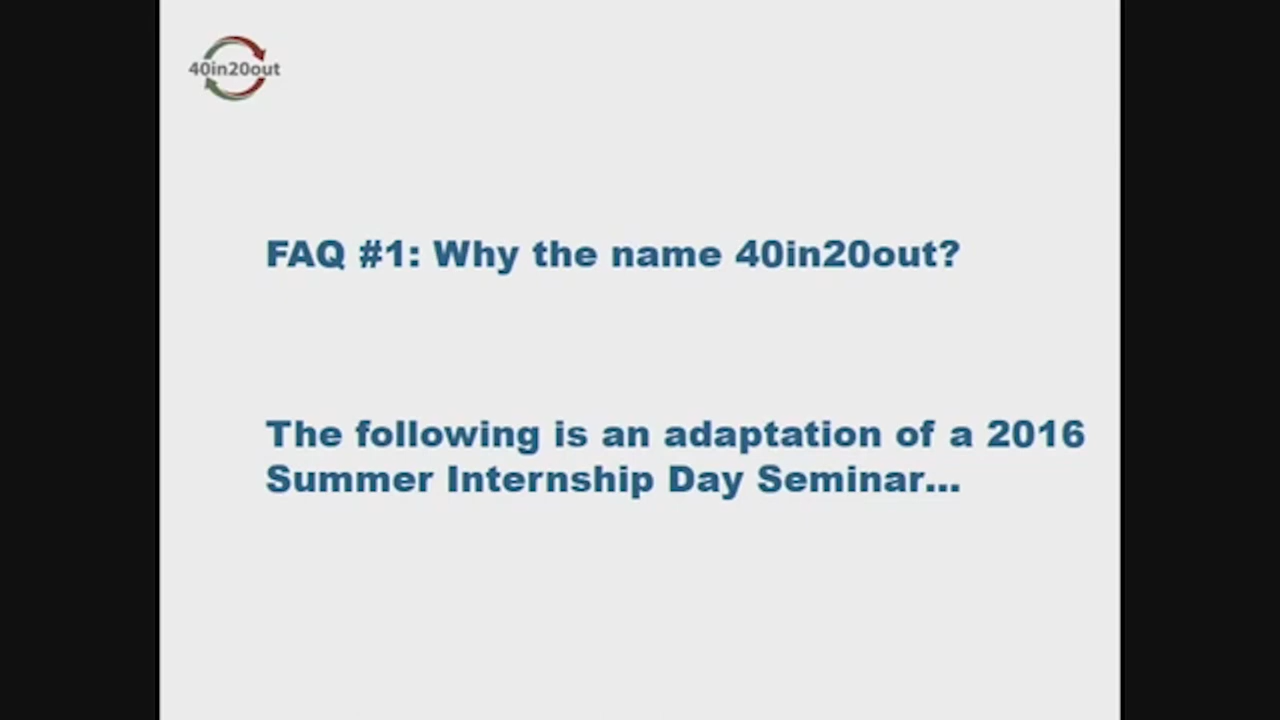 40in20out
FAQ #1: Why the name 40in20out?
The following is an adaptation of a 2016
Summer Internship Day Seminar...